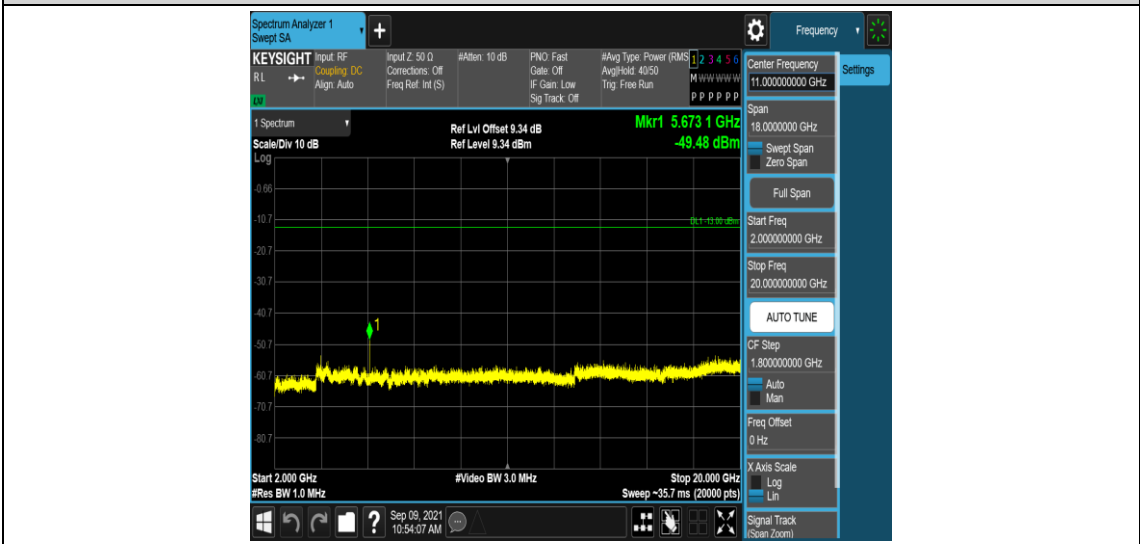 Spectrum Analyzer 1
Swept SA
+
Frequency
KEYSIGHT
RL
LXI
Input: RF
Coupling: DC
Align: Auto
Input Z: 50 Ω
Corrections: Off
Freq Ref: Int (S)
#Atten: 10 dB
PNO: Fast
Gate: Off
IF Gain: Low
Sig Track: Off
#Avg Type: Power (RMS
Avg|Hold: 40/50
Trig: Free Run
1 2 3 4 5 6
M W W W W W
P P P P P P
1 Spectrum
Scale/Div 10 dB
Log
Ref Lvl Offset 9.34 dB
Ref Level 9.34 dBm
Mkr1 5.673 1 GHz
-49.48 dBm
-0.66
-10.7
DL1 -13.00 dBm
-20.7
-30.7
-40.7
1
-50.7
-60.7
-70.7
-80.7
Start 2.000 GHz
#Video BW 3.0 MHz
Stop 20.000 GHz
#Res BW 1.0 MHz
Sweep ~35.7 ms (20000 pts)
?
Sep 09, 2021
10:54:07 AM
Center Frequency
11.000000000 GHz
Settings
Span
18.0000000 GHz
Swept Span
Zero Span
Full Span
Start Freq
2.000000000 GHz
Stop Freq
20.000000000 GHz
AUTO TUNE
CF Step
1.800000000 GHz
Auto
Man
Freq Offset
0 Hz
X Axis Scale
Log
Lin
Signal Track
(Span Zoom)